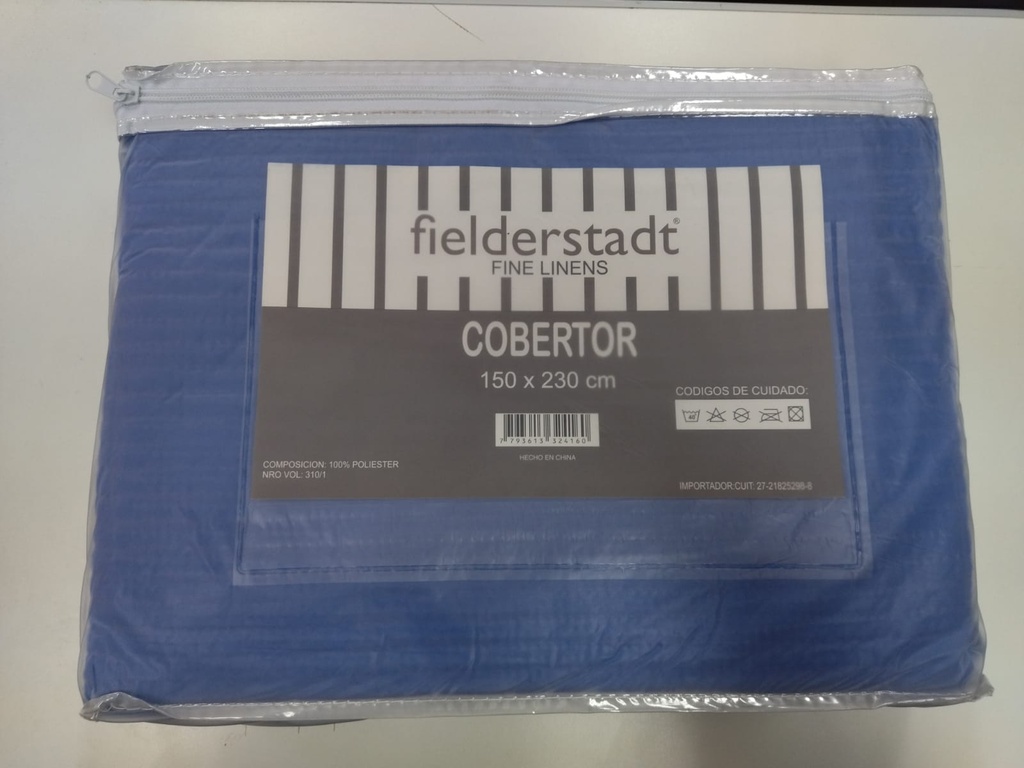 fielderstadt®
FINE LINENS
COBERTOR
150 x 230 cm
CODIGOS DE CUIDADO:
40
7 793613 324160
HECHO EN CHINA
COMPOSICION: 100% POLIESTER
NRO VOL: 310/1
IMPORTADOR:CUIT: 27-21825298-8